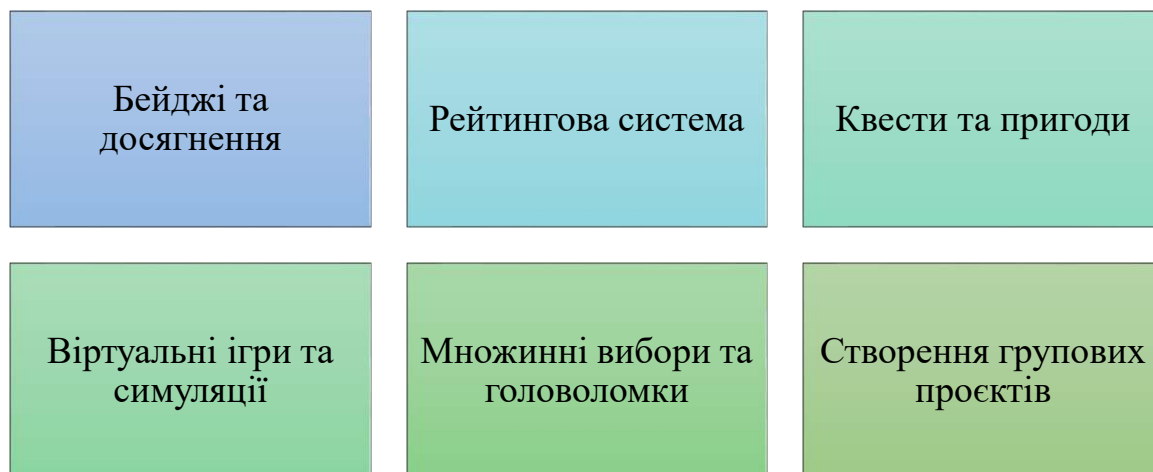 Бейджі та
досягнення
Рейтингова система
Квести та пригоди
Віртуальні ігри та
симуляції
Множинні вибори та
головоломки
Створення групових
проєктів